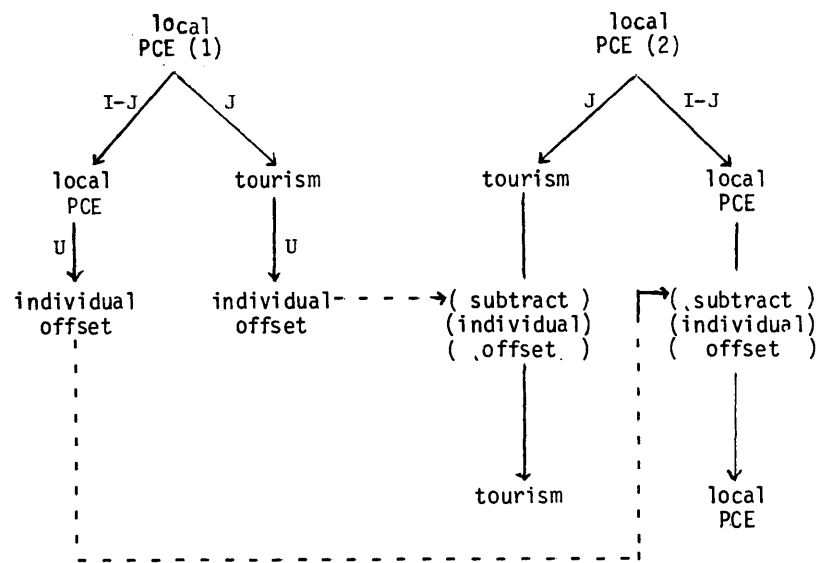 local
PCE (1)
I-J
J
local
PCE
tourism
U
U
individual
offset
individual
offset
local
PCE (2)
J
I-J
tourism
local
PCE
( subtract )
(individual)
( offset. )
( subtract )
(individual)
( offset )
tourism
local
PCE